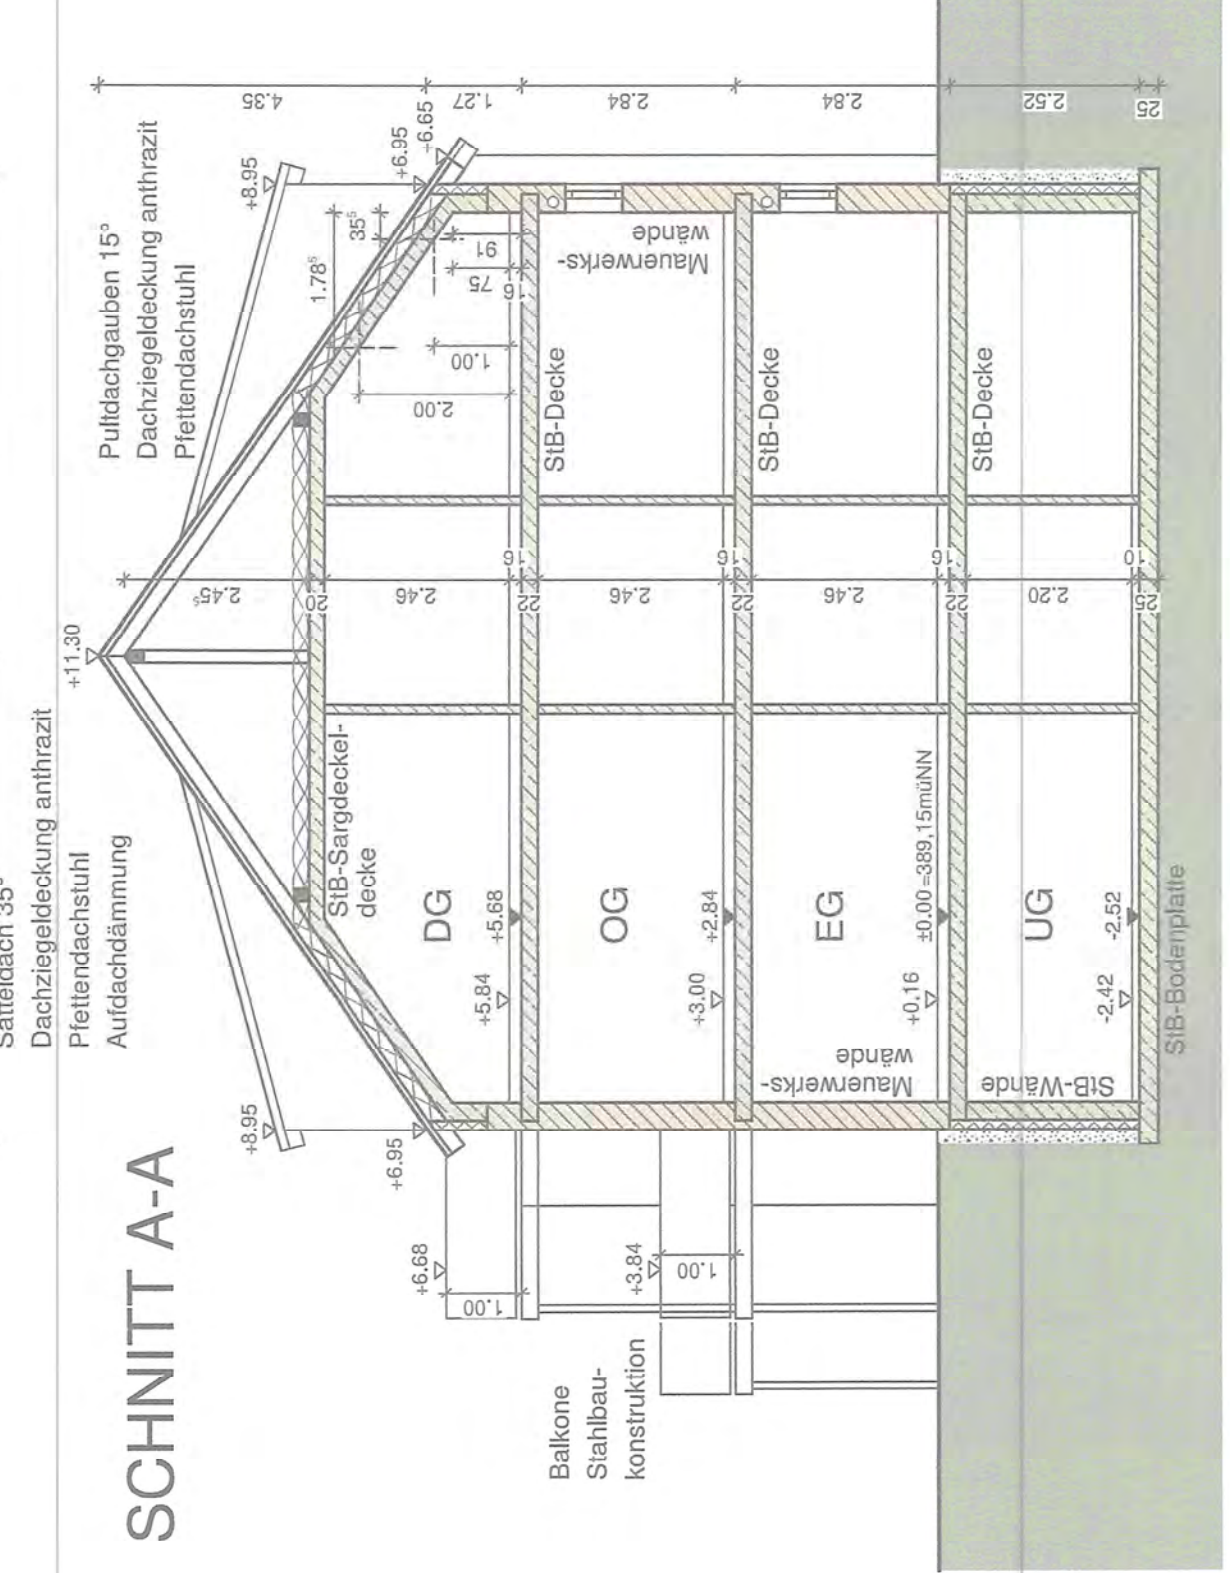 SCHNITT A-A
Satteldach 35°
Dachziegeldeckung anthrazit
Pfettendachstuhl
Aufdachdämmung
Pultdachgauben 15°
Dachziegeldeckung anthrazit
Pfettendachstuhl
+11.30
+8.95
+8.95
+6.95
+6.95
+6.65
4.35
1.27
2.84
2.84
2.52
25
1.78⁵
35⁵
91
75
16
1.00
2.00
2.45⁵
20
2.46
16
22
2.46
16
22
2.46
16
22
2.20
10
25
StB-Sargdeckel-
decke
DG
+5.68
+5.84
StB-Decke
Mauerwerks-
wände
OG
+2.84
+3.00
StB-Decke
EG
±0.00=389,15müNN
+0.16
Mauerwerks-
wände
StB-Decke
UG
-2.52
-2.42
StB-Wände
StB-Bodenplatte
+6.68
1.00
+3.84
1.00
Balkone
Stahlbau-
konstruktion